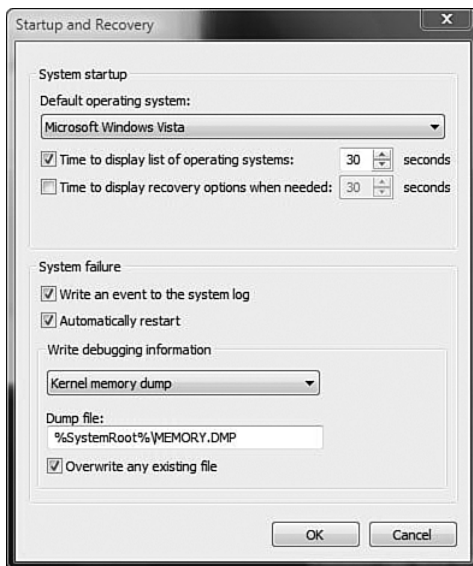 Startup and Recovery
x
System startup
Default operating system:
Microsoft Windows Vista
Time to display list of operating systems: 30 seconds
Time to display recovery options when needed: 30 seconds
System failure
Write an event to the system log
Automatically restart
Write debugging information
Kernel memory dump
Dump file:
%SystemRoot%\MEMORY.DMP
Overwrite any existing file
OK Cancel